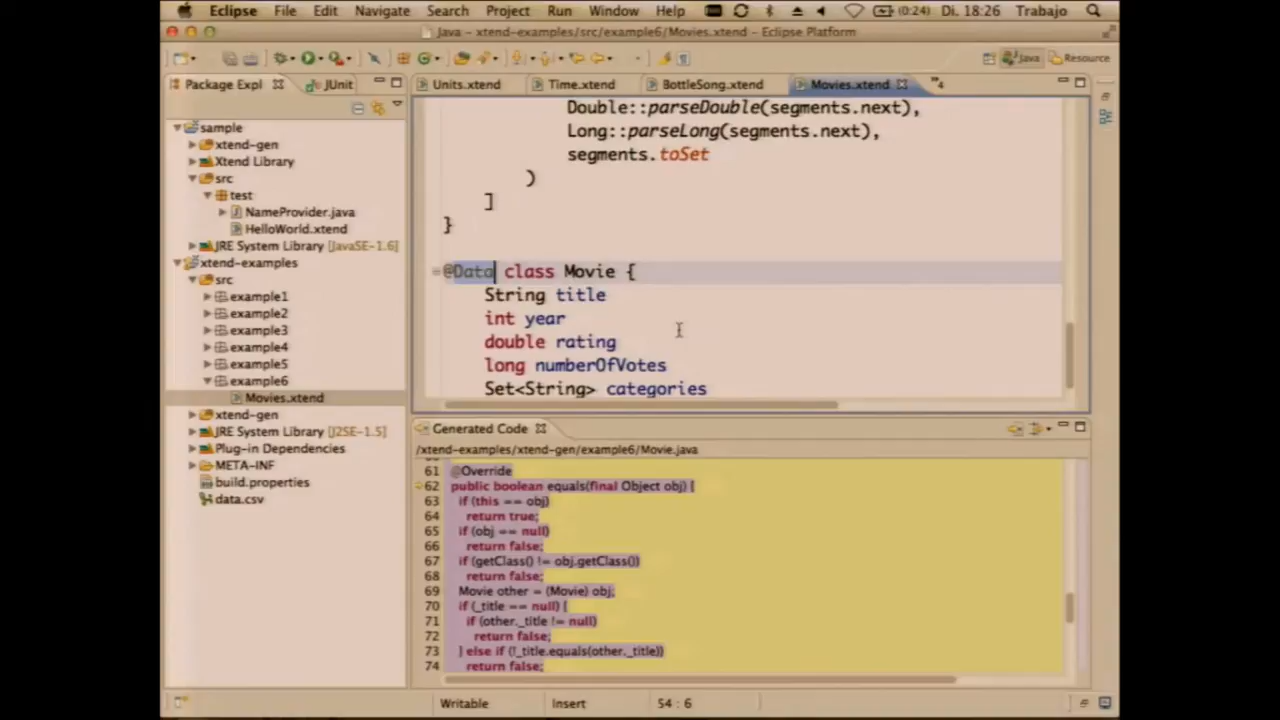 Eclipse File Edit Navigate Search Project Run Window Help (0:24) Di. 18:26 Trabajo
Java – xtend-examples/src/example6/Movies.xtend – Eclipse Platform
Java Resource
Package Expl JUnit
sample
xtend-gen
Xtend Library
src
test
NameProvider.java
HelloWorld.xtend
JRE System Library [JavaSE-1.6]
xtend-examples
src
example1
example2
example3
example4
example5
example6
Movies.xtend
xtend-gen
JRE System Library [J2SE-1.5]
Plug-in Dependencies
META-INF
build.properties
data.csv
Units.xtend Time.xtend BottleSong.xtend Movies.xtend »4
Double::parseDouble(segments.next),
Long::parseLong(segments.next),
segments.toSet
)
]
}
@Data class Movie {
String title
int year
double rating
long numberOfVotes
Set<String> categories
Generated Code
/xtend-examples/xtend-gen/example6/Movie.java
61 @Override
62 public boolean equals(final Object obj) {
63 if (this == obj)
64 return true;
65 if (obj == null)
66 return false;
67 if (getClass() != obj.getClass())
68 return false;
69 Movie other = (Movie) obj;
70 if (_title == null) {
71 if (other._title != null)
72 return false;
73 } else if (!_title.equals(other._title))
74 return false;
Writable Insert 54 : 6